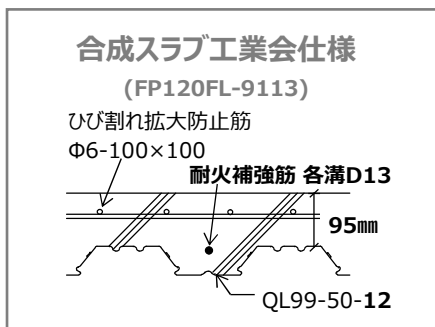 合成スラブ工業会仕様
(FP120FL-9113)
ひび割れ拡大防止筋
Φ6-100×100
耐火補強筋 各溝D13
95㎜
QL99-50-12